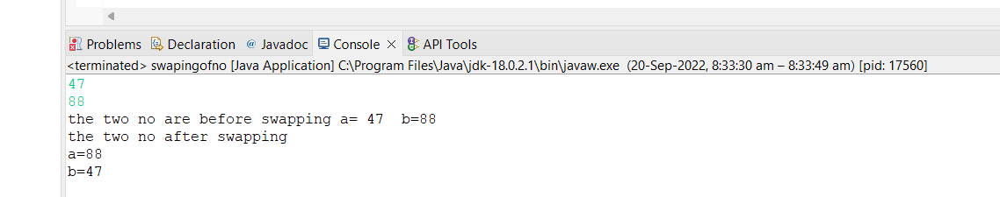 Problems Declaration @ Javadoc Console × API Tools
<terminated> swapingofno [Java Application] C:\Program Files\Java\jdk-18.0.2.1\bin\javaw.exe (20-Sep-2022, 8:33:30 am – 8:33:49 am) [pid: 17560]
47
88
the two no are before swapping a= 47  b=88
the two no after swapping
a=88
b=47